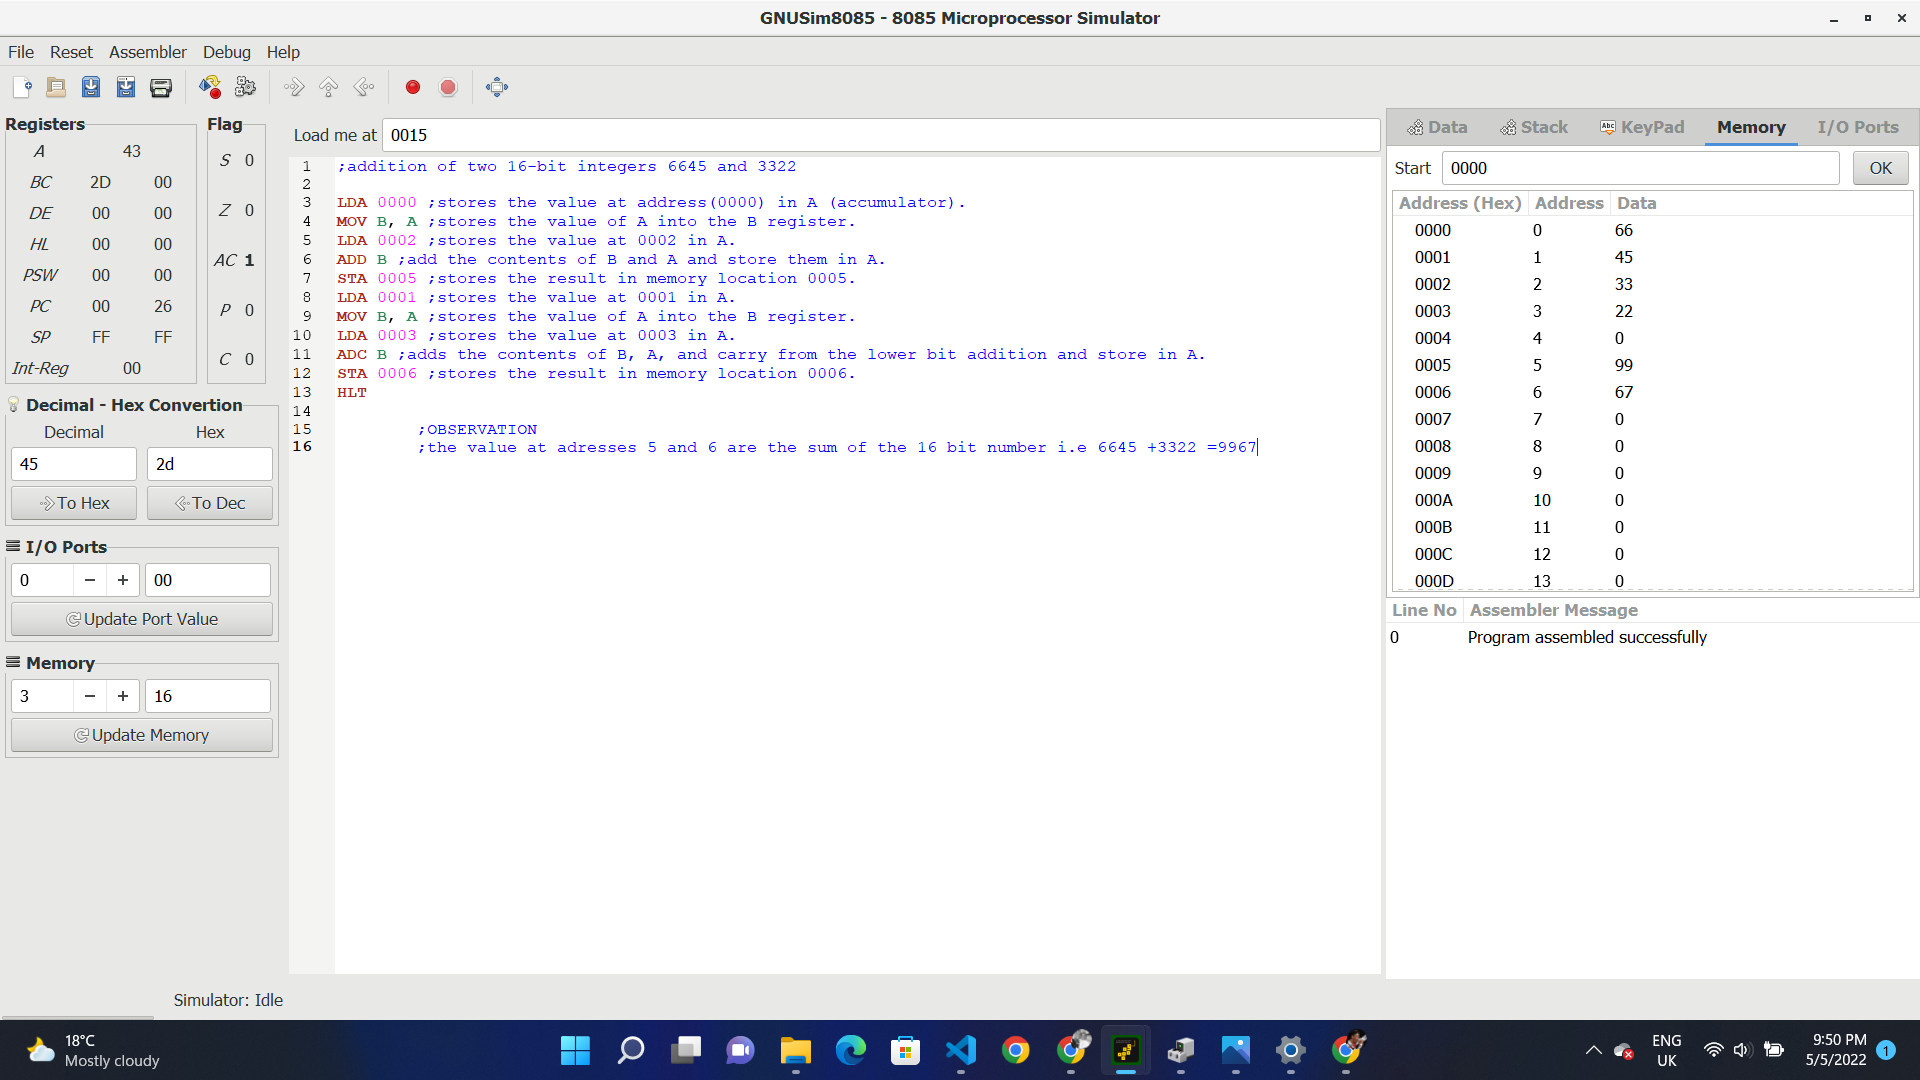 GNUSim8085 - 8085 Microprocessor Simulator
File Reset Assembler Debug Help
Registers
A 43
BC 2D 00
DE 00 00
HL 00 00
PSW 00 00
PC 00 26
SP FF FF
Int-Reg 00
Flag
S 0
Z 0
AC 1
P 0
C 0
Decimal - Hex Convertion
Decimal Hex
45 2d
To Hex To Dec
I/O Ports
0 − + 00
Update Port Value
Memory
3 − + 16
Update Memory
Load me at 0015
1 ;addition of two 16-bit integers 6645 and 3322
2
3 LDA 0000 ;stores the value at address(0000) in A (accumulator).
4 MOV B, A ;stores the value of A into the B register.
5 LDA 0002 ;stores the value at 0002 in A.
6 ADD B ;add the contents of B and A and store them in A.
7 STA 0005 ;stores the result in memory location 0005.
8 LDA 0001 ;stores the value at 0001 in A.
9 MOV B, A ;stores the value of A into the B register.
10 LDA 0003 ;stores the value at 0003 in A.
11 ADC B ;adds the contents of B, A, and carry from the lower bit addition and store in A.
12 STA 0006 ;stores the result in memory location 0006.
13 HLT
14
15 ;OBSERVATION
16 ;the value at adresses 5 and 6 are the sum of the 16 bit number i.e 6645 +3322 =9967
Data Stack Abc KeyPad Memory I/O Ports
Start 0000 OK
Address (Hex) Address Data
0000 0 66
0001 1 45
0002 2 33
0003 3 22
0004 4 0
0005 5 99
0006 6 67
0007 7 0
0008 8 0
0009 9 0
000A 10 0
000B 11 0
000C 12 0
000D 13 0
Line No Assembler Message
0 Program assembled successfully
Simulator: Idle
18°C
Mostly cloudy
ENG
UK
9:50 PM
5/5/2022
1